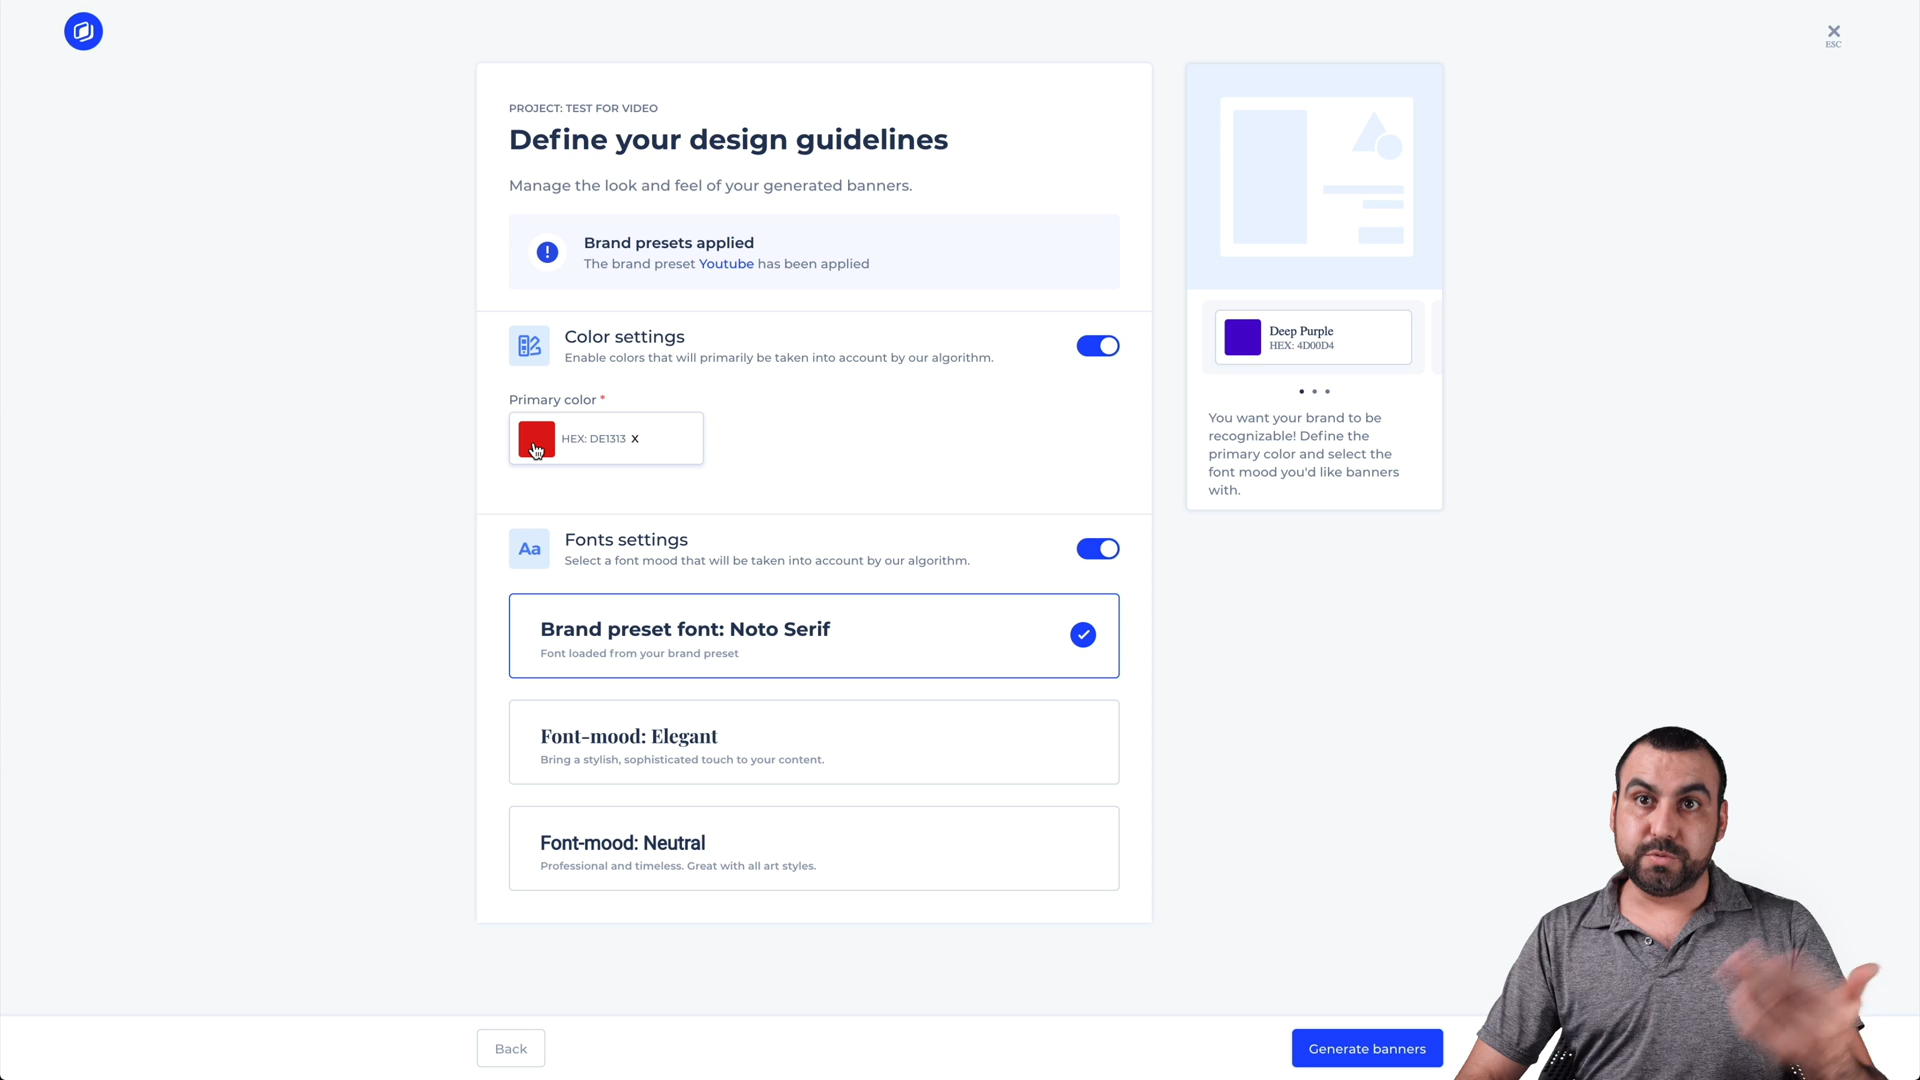 ESC
PROJECT: TEST FOR VIDEO
Define your design guidelines
Manage the look and feel of your generated banners.
!
Brand presets applied
The brand preset Youtube has been applied
Color settings
Enable colors that will primarily be taken into account by our algorithm.
Primary color *
HEX: DE1313 X
Aa
Fonts settings
Select a font mood that will be taken into account by our algorithm.
Brand preset font: Noto Serif
Font loaded from your brand preset
Font-mood: Elegant
Bring a stylish, sophisticated touch to your content.
Font-mood: Neutral
Professional and timeless. Great with all art styles.
Deep Purple
HEX: 4D00D4
You want your brand to be
recognizable! Define the
primary color and select the
font mood you'd like banners
with.
Back
Generate banners